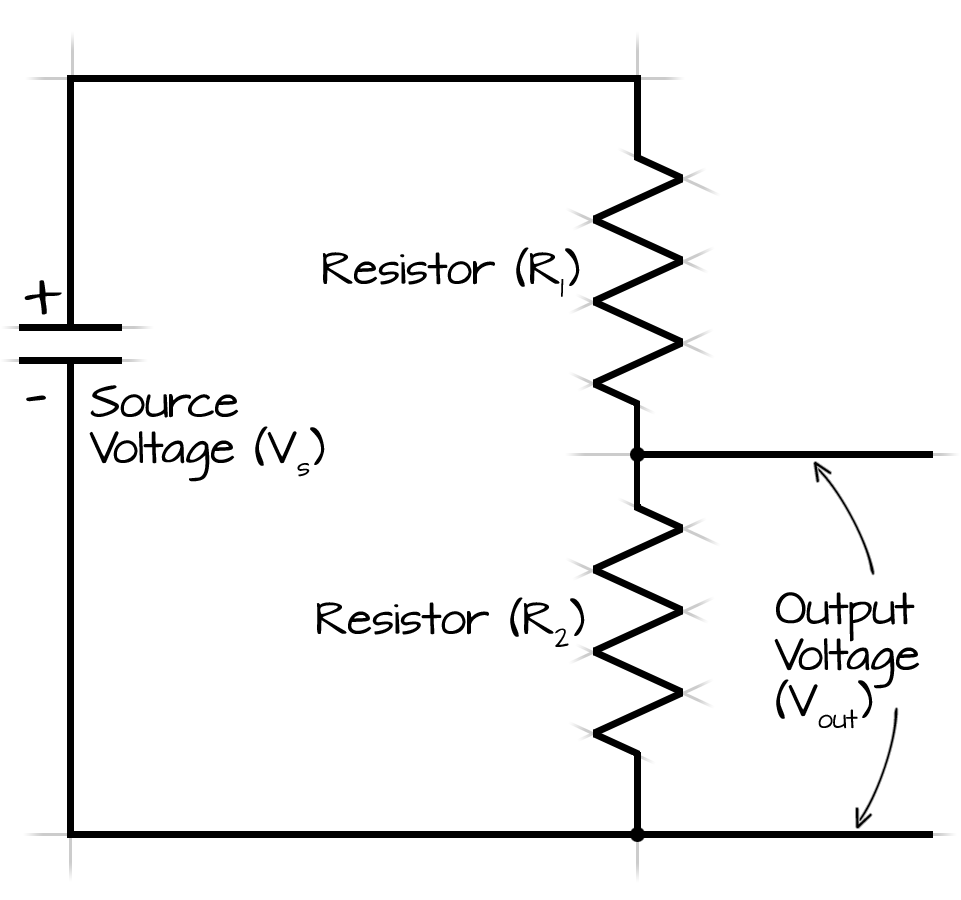 Resistor (R₁)
+
-
Source
Voltage (Vₛ)
Resistor (R₂)
Output
Voltage
(Vout)